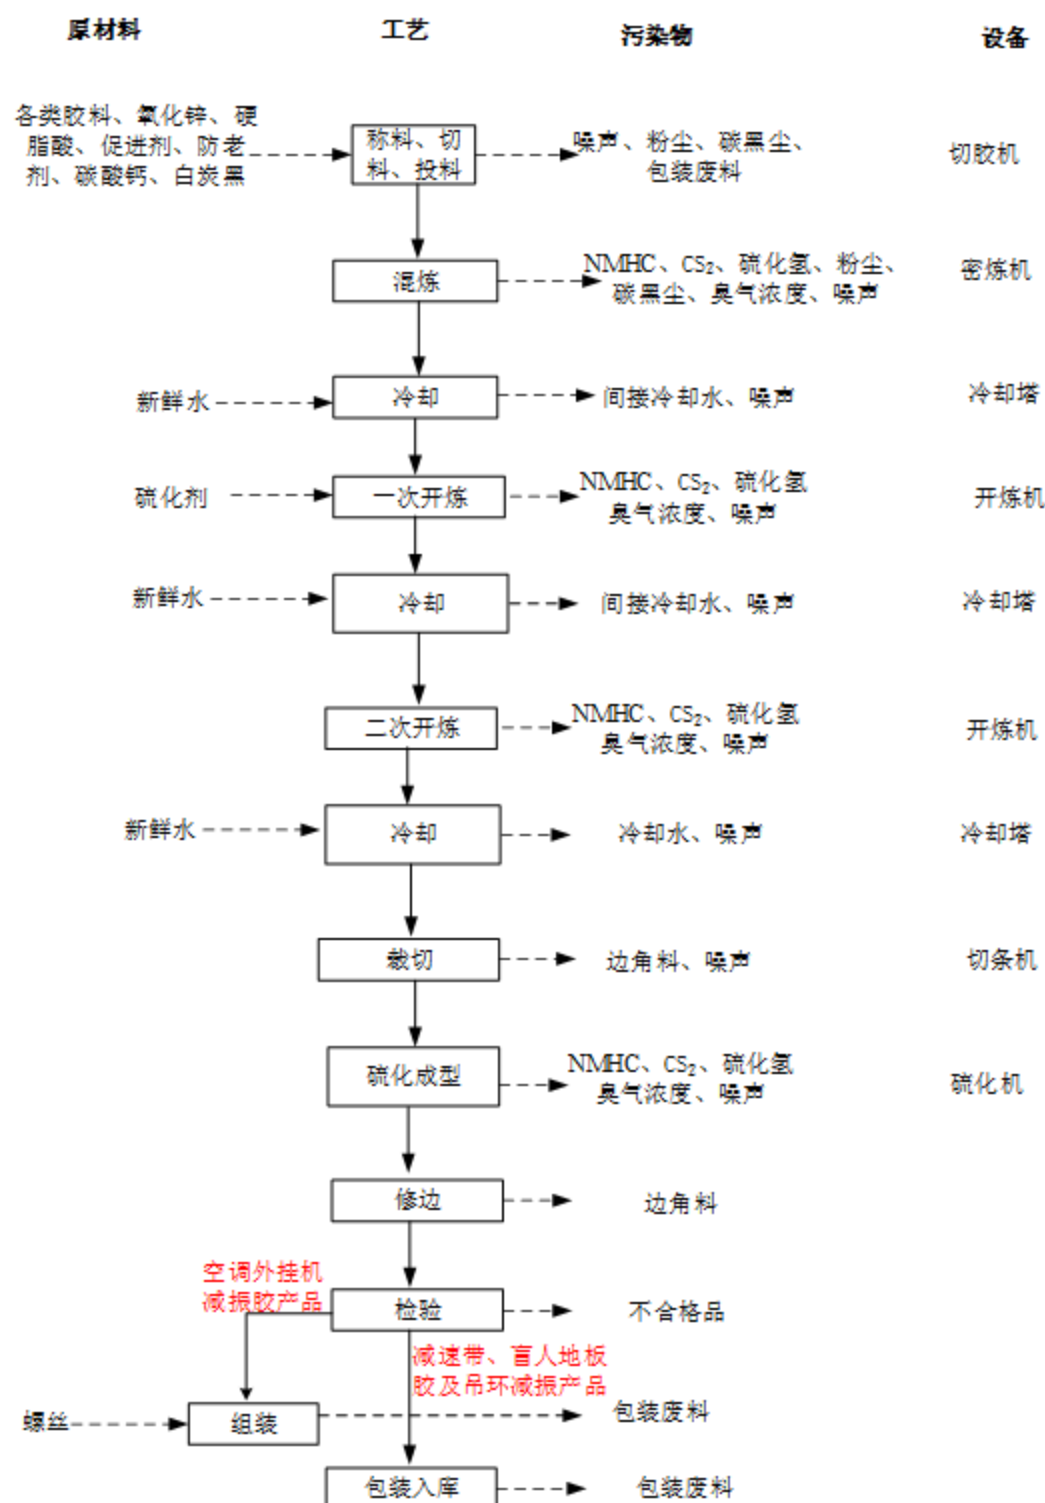 原材料
工艺
污染物
设备
各类胶料、氧化锌、硬
脂酸、促进剂、防老
剂、碳酸钙、白炭黑
称料、切
料、投料
噪声、粉尘、碳黑尘、
包装废料
切胶机
混炼
NMHC、CS₂、硫化氢、粉尘、
碳黑尘、臭气浓度、噪声
密炼机
新鲜水
冷却
间接冷却水、噪声
冷却塔
硫化剂
一次开炼
NMHC、CS₂、硫化氢
臭气浓度、噪声
开炼机
新鲜水
冷却
间接冷却水、噪声
冷却塔
二次开炼
NMHC、CS₂、硫化氢
臭气浓度、噪声
开炼机
新鲜水
冷却
冷却水、噪声
冷却塔
裁切
边角料、噪声
切条机
硫化成型
NMHC、CS₂、硫化氢
臭气浓度、噪声
硫化机
修边
边角料
空调外挂机
减振胶产品
检验
不合格品
减速带、盲人地板
胶及吊环减振产品
螺丝
组装
包装废料
包装入库
包装废料